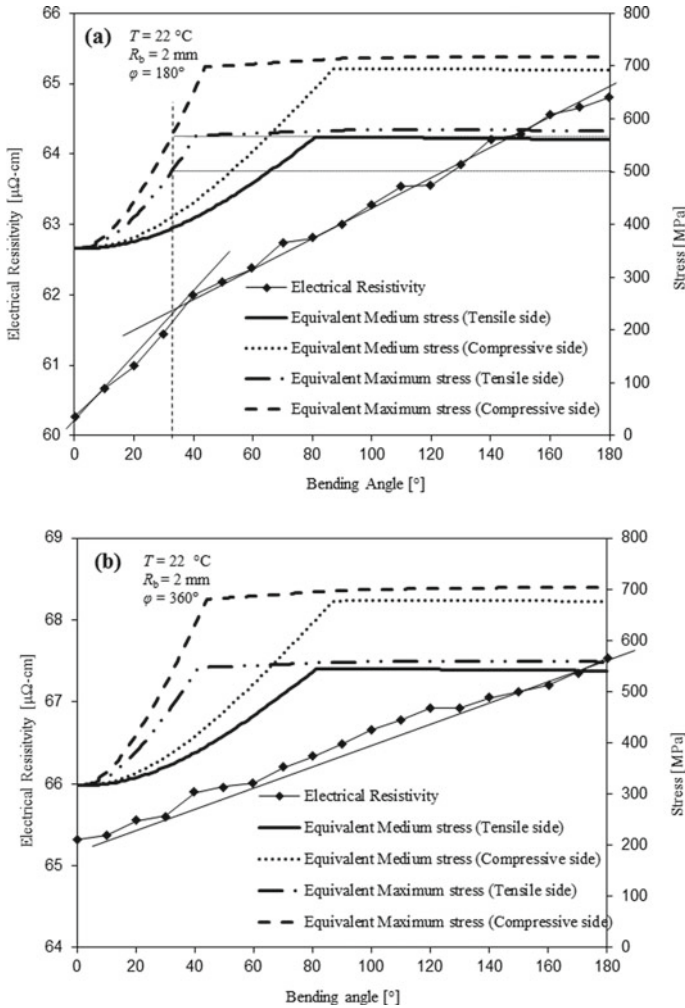 66 800
(a) T = 22 °C
R_b = 2 mm
φ = 180°
65 700
600
64 500
63 400
300
62 200
61 100
60 0
Electrical Resisitvity [μΩ-cm]
Stress [MPa]
Electrical Resistivity
Equivalent Medium stress (Tensile side)
Equivalent Medium stress (Compressive side)
Equivalent Maximum stress (Tensile side)
Equivalent Maximum stress (Compressive side)
0 20 40 60 80 100 120 140 160 180
Bending Angle [°]
69 800
(b) T = 22 °C
R_b = 2 mm
φ = 360°
68 700
600
67 500
400
66 300
65 200
100
64 0
Electrical Resisitvity [μΩ-cm]
Stress [MPa]
Electrical Resistivity
Equivalent Medium stress (Tensile side)
Equivalent Medium stress (Compressive side)
Equivalent Maximum stress (Tensile side)
Equivalent Maximum stress (Compressive side)
0 20 40 60 80 100 120 140 160 180
Bending angle [°]